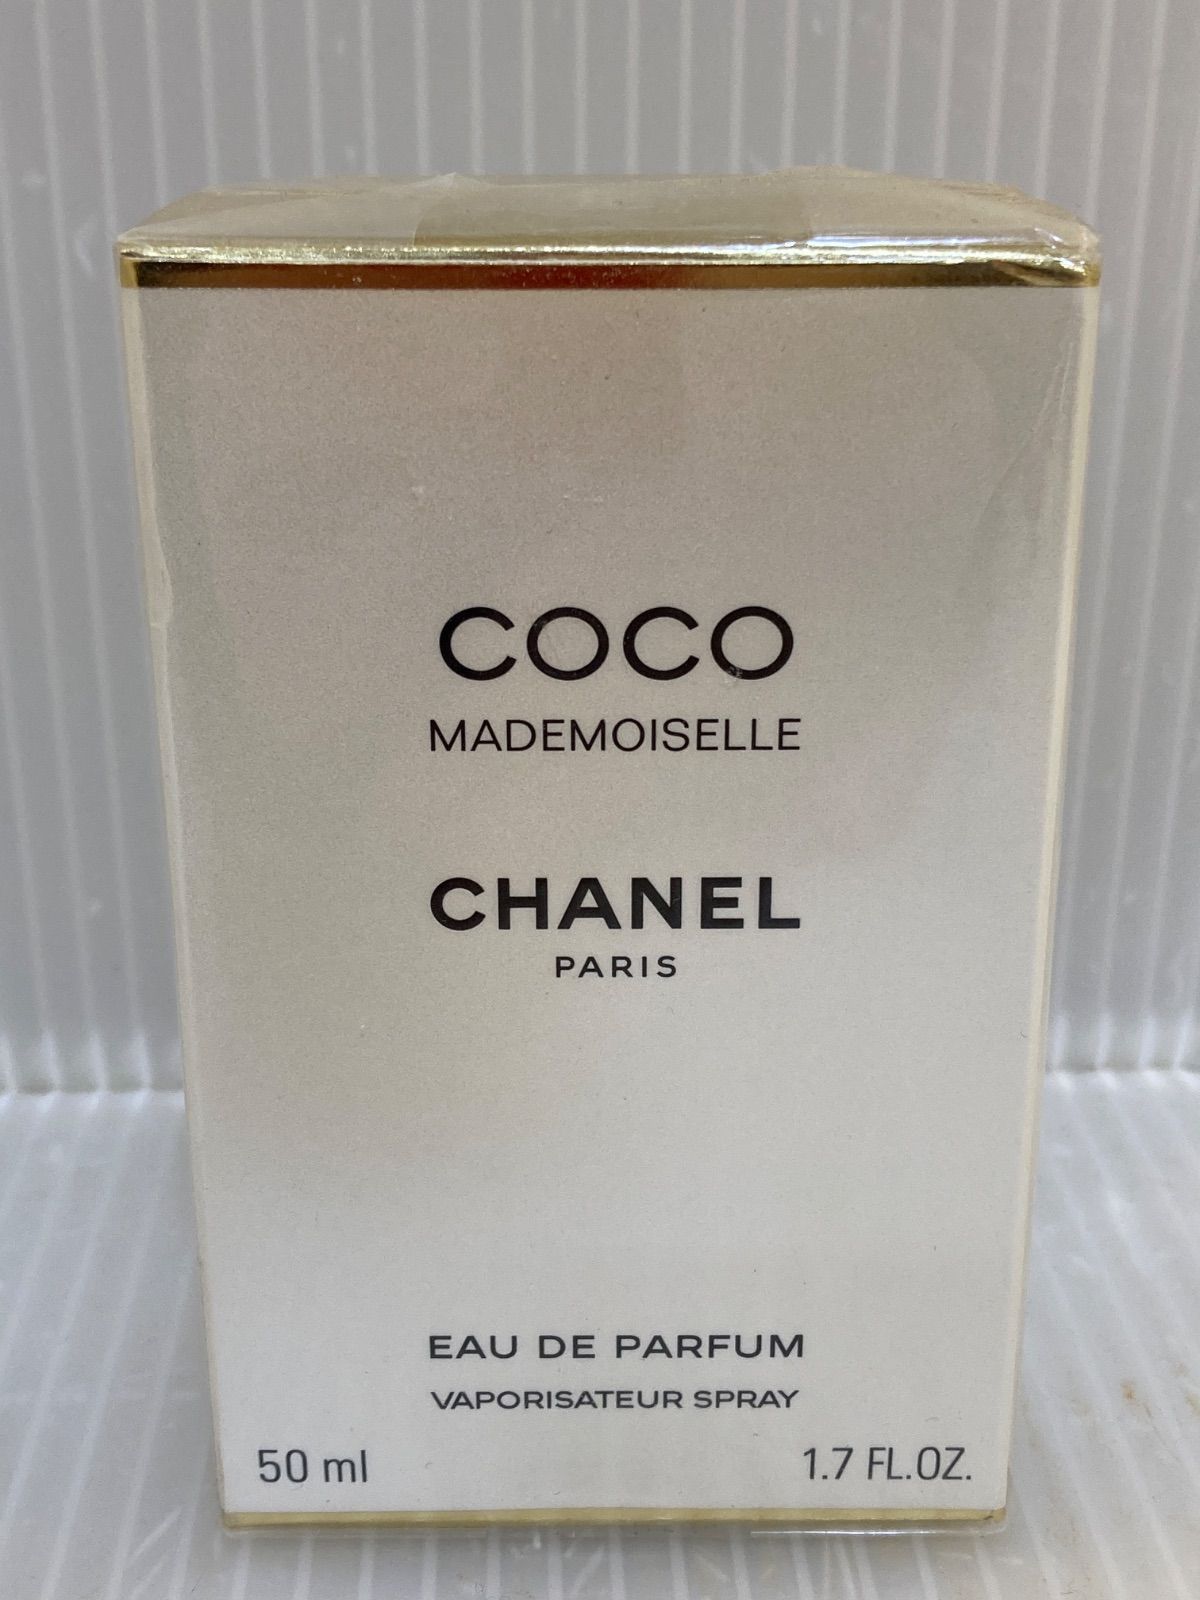 COCO
MADEMOISELLE
CHANEL
PARIS
EAU DE PARFUM
VAPORISATEUR SPRAY
50 ml
1.7 FL.OZ.